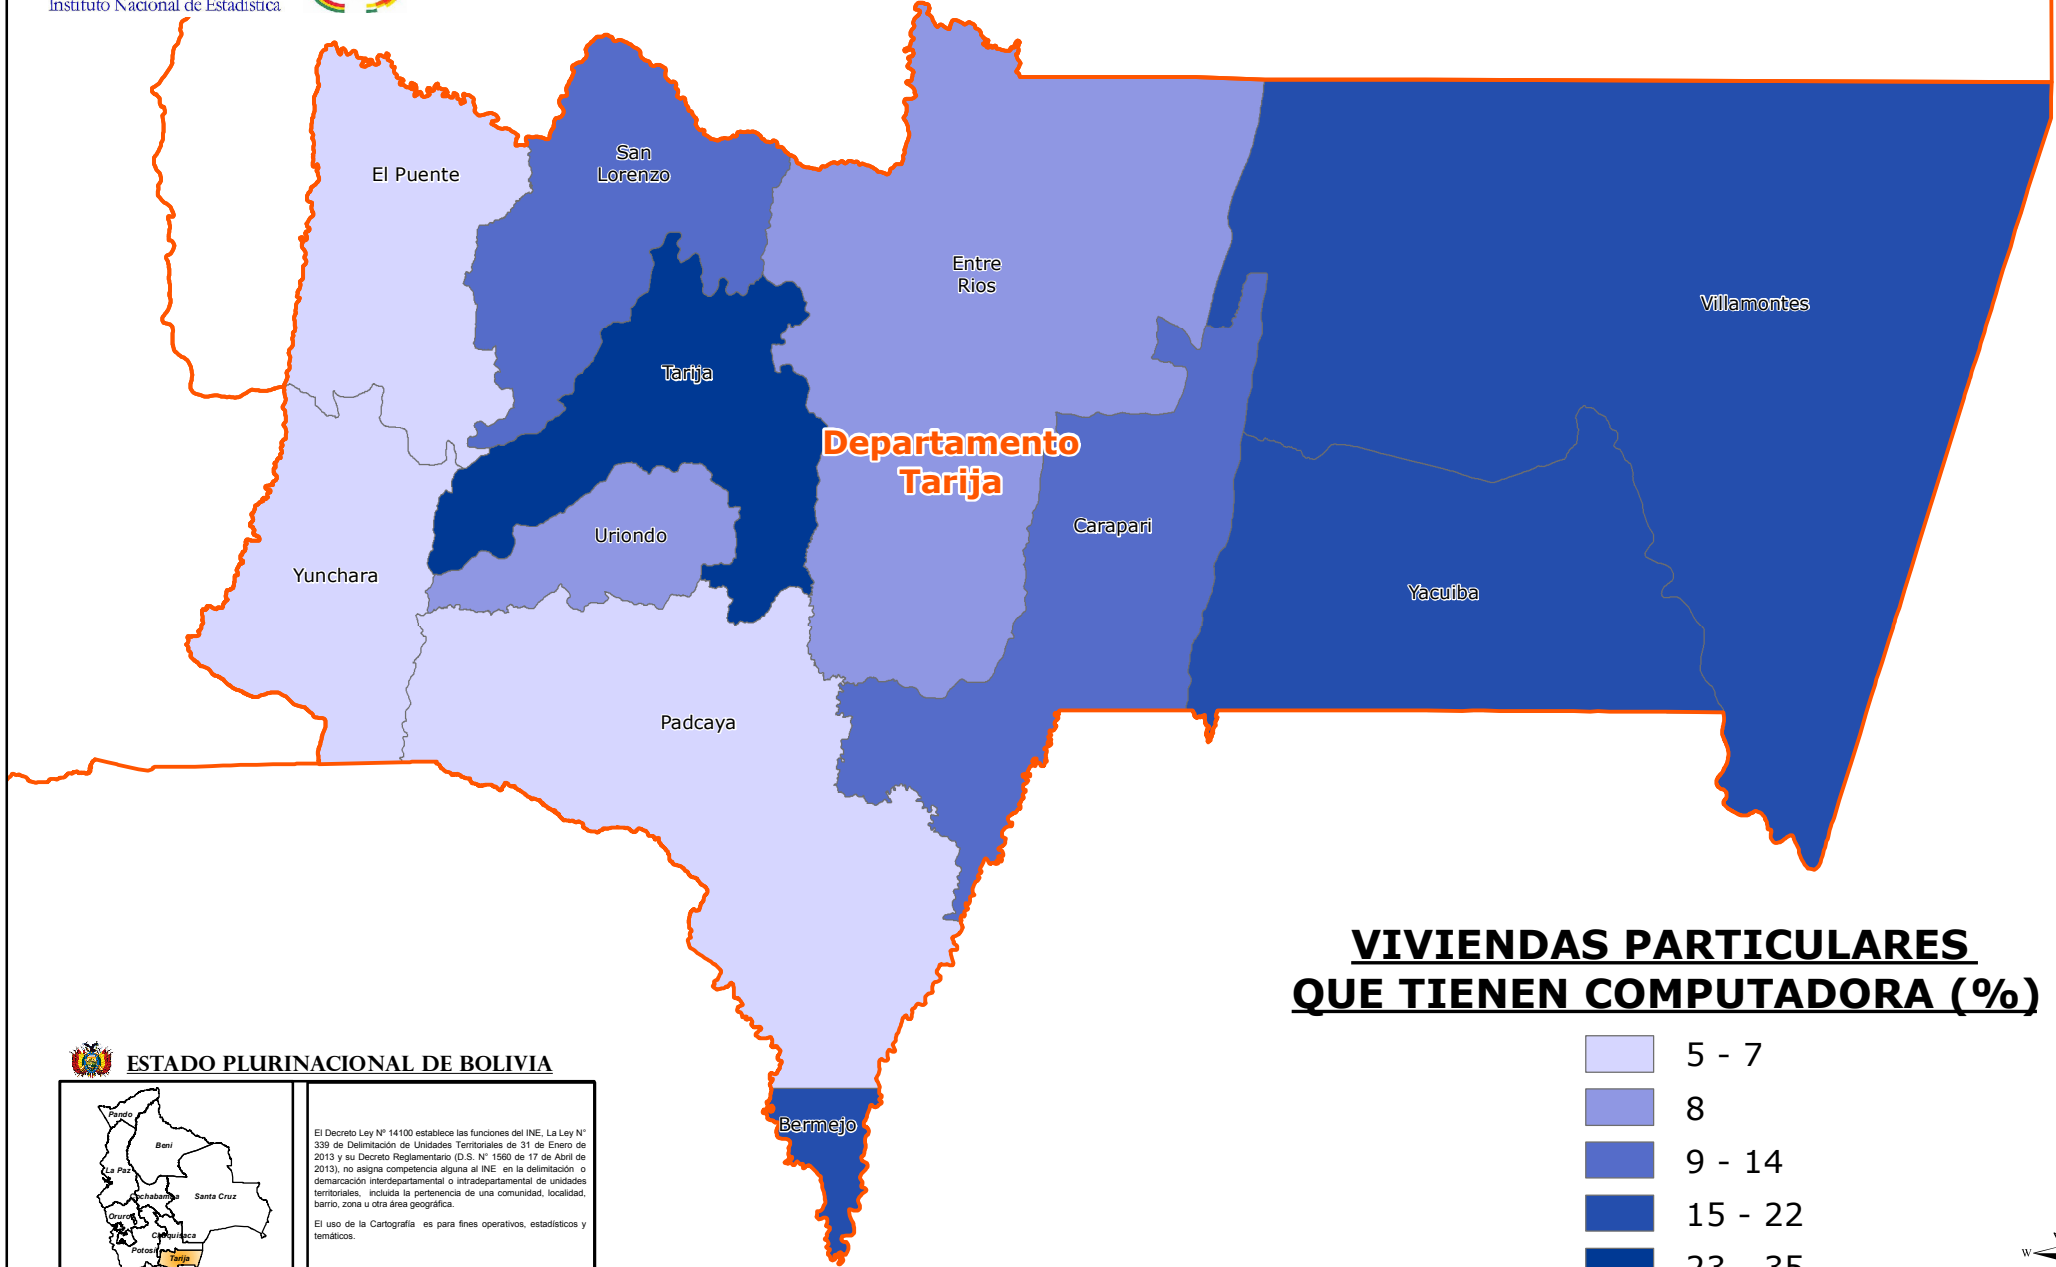 Instituto Nacional de Estadística
El Puente
San
Lorenzo
Entre
Rios
Villamontes
Tarija
Departamento
Tarija
Uriondo
Carapari
Yunchara
Yacuiba
Padcaya
Bermejo
VIVIENDAS PARTICULARES
QUE TIENEN COMPUTADORA (%)
5 - 7
8
9 - 14
15 - 22
23 - 35
W
ESTADO PLURINACIONAL DE BOLIVIA
Pando
Beni
La Paz
Santa Cruz
Oruro
Potosí
Tarija
El Decreto Ley Nº 14100 establece las funciones del INE, La Ley N°
339 de Delimitación de Unidades Territoriales de 31 de Enero de
2013 y su Decreto Reglamentario (D.S. N° 1560 de 17 de Abril de
2013), no asigna competencia alguna al INE en la delimitación o
demarcación interdepartamental o intradepartamental de unidades
territoriales, incluida la pertenencia de una comunidad, localidad,
barrio, zona u otra área geográfica.
El uso de la Cartografía es para fines operativos, estadísticos y
temáticos.